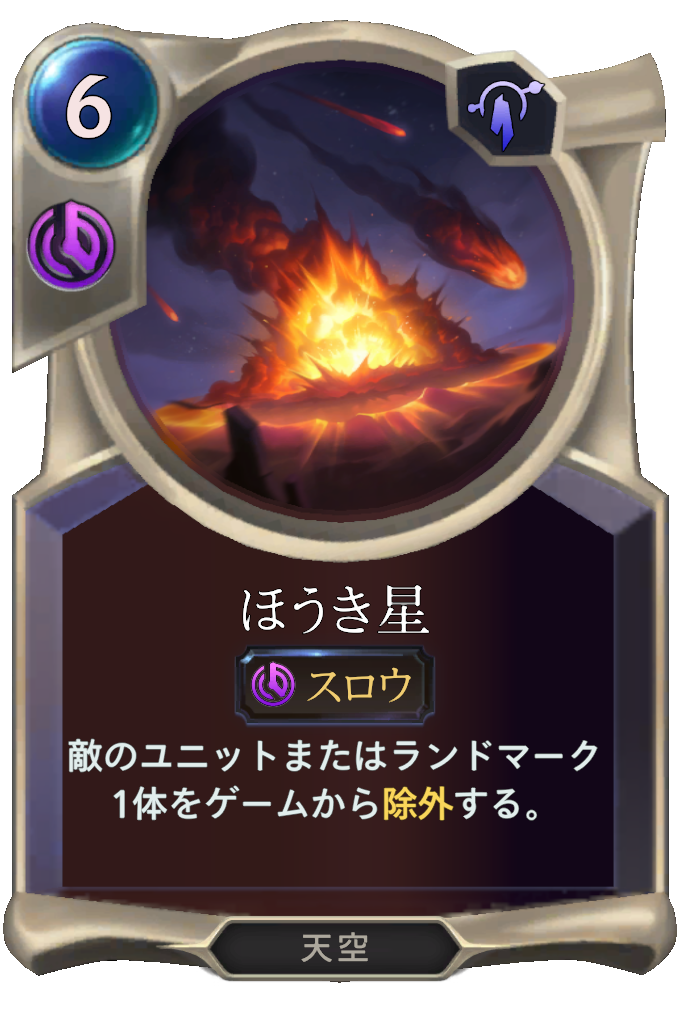 6
ほうき星
スロウ
敵のユニットまたはランドマーク
1体をゲームから除外する。
天空